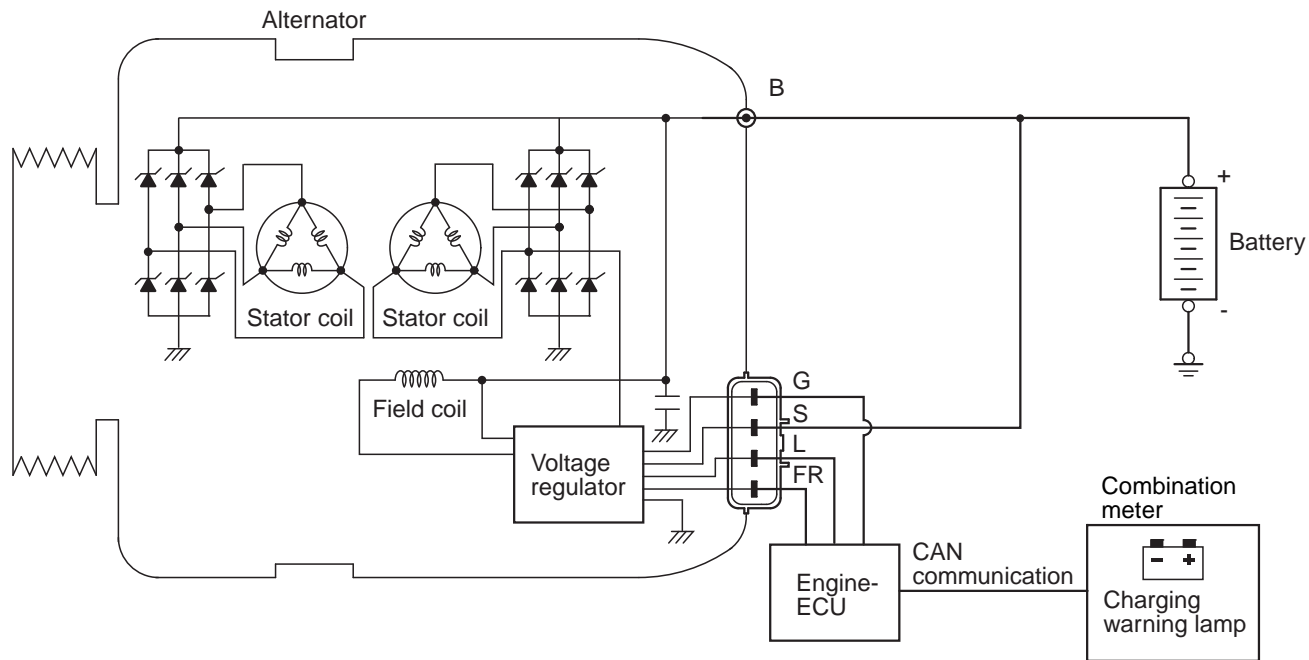 Alternator
B
+
Battery
-
Stator coil
Stator coil
Field coil
Voltage
regulator
G
S
L
FR
Engine-
ECU
CAN
communication
Combination
meter
- +
Charging
warning lamp